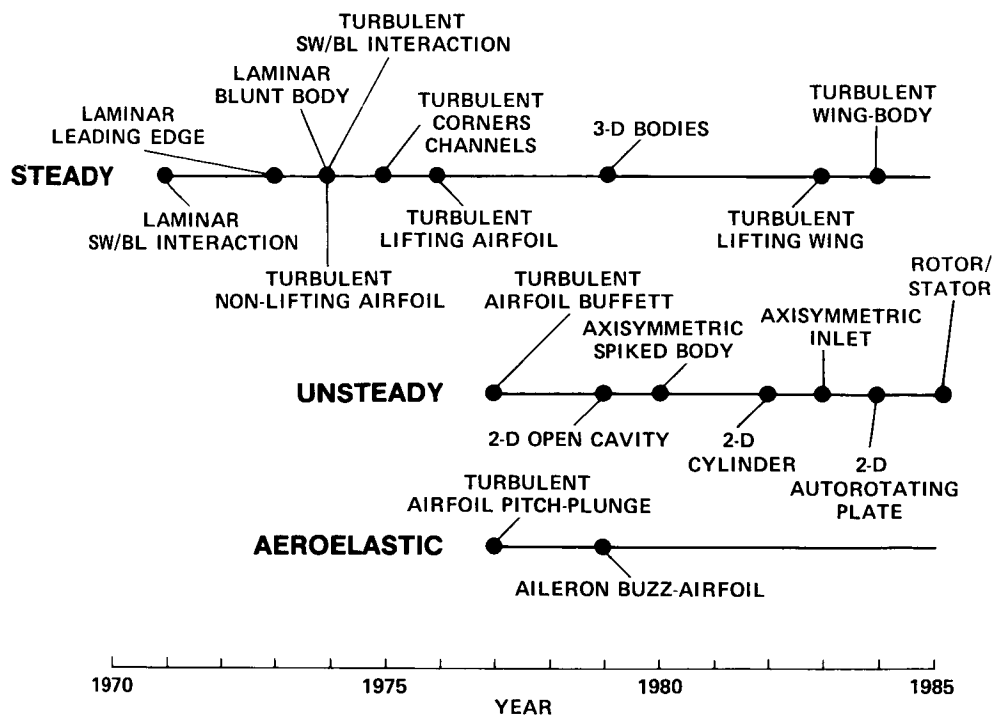 TURBULENT
SW/BL INTERACTION
LAMINAR
BLUNT BODY
LAMINAR
LEADING EDGE
TURBULENT
CORNERS
CHANNELS
3-D BODIES
TURBULENT
WING-BODY
STEADY
LAMINAR
SW/BL INTERACTION
TURBULENT
LIFTING AIRFOIL
TURBULENT
LIFTING WING
TURBULENT
NON-LIFTING AIRFOIL
TURBULENT
AIRFOIL BUFFETT
AXISYMMETRIC
SPIKED BODY
AXISYMMETRIC
INLET
ROTOR/
STATOR
UNSTEADY
2-D OPEN CAVITY
2-D
CYLINDER
2-D
AUTOROTATING
PLATE
TURBULENT
AIRFOIL PITCH-PLUNGE
AEROELASTIC
AILERON BUZZ-AIRFOIL
1970
1975
1980
1985
YEAR